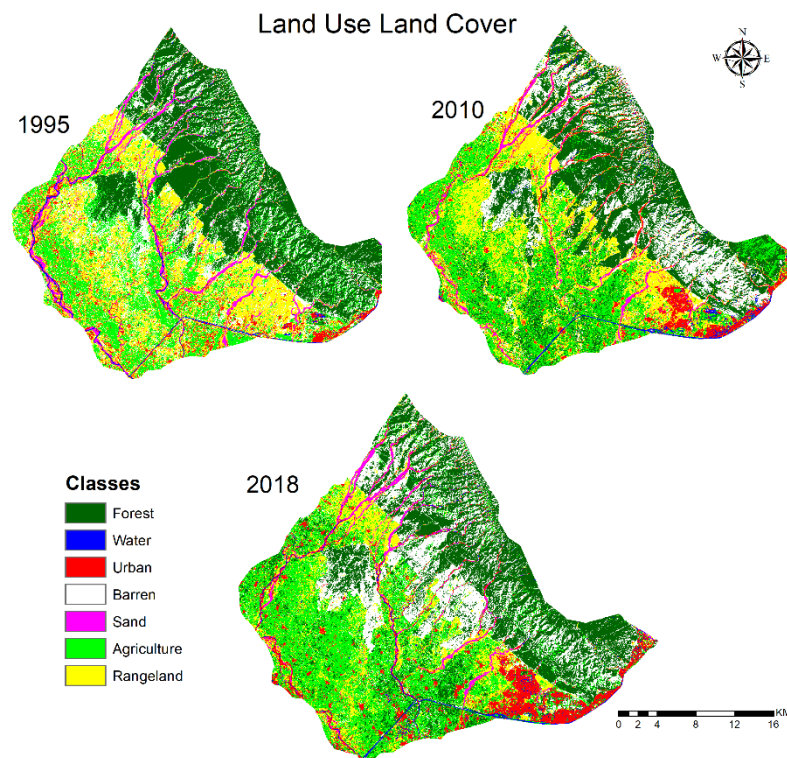 Land Use Land Cover
N
W E
S
1995
2010
2018
Classes
Forest
Water
Urban
Barren
Sand
Agriculture
Rangeland
KM
0 2 4 8 12 16